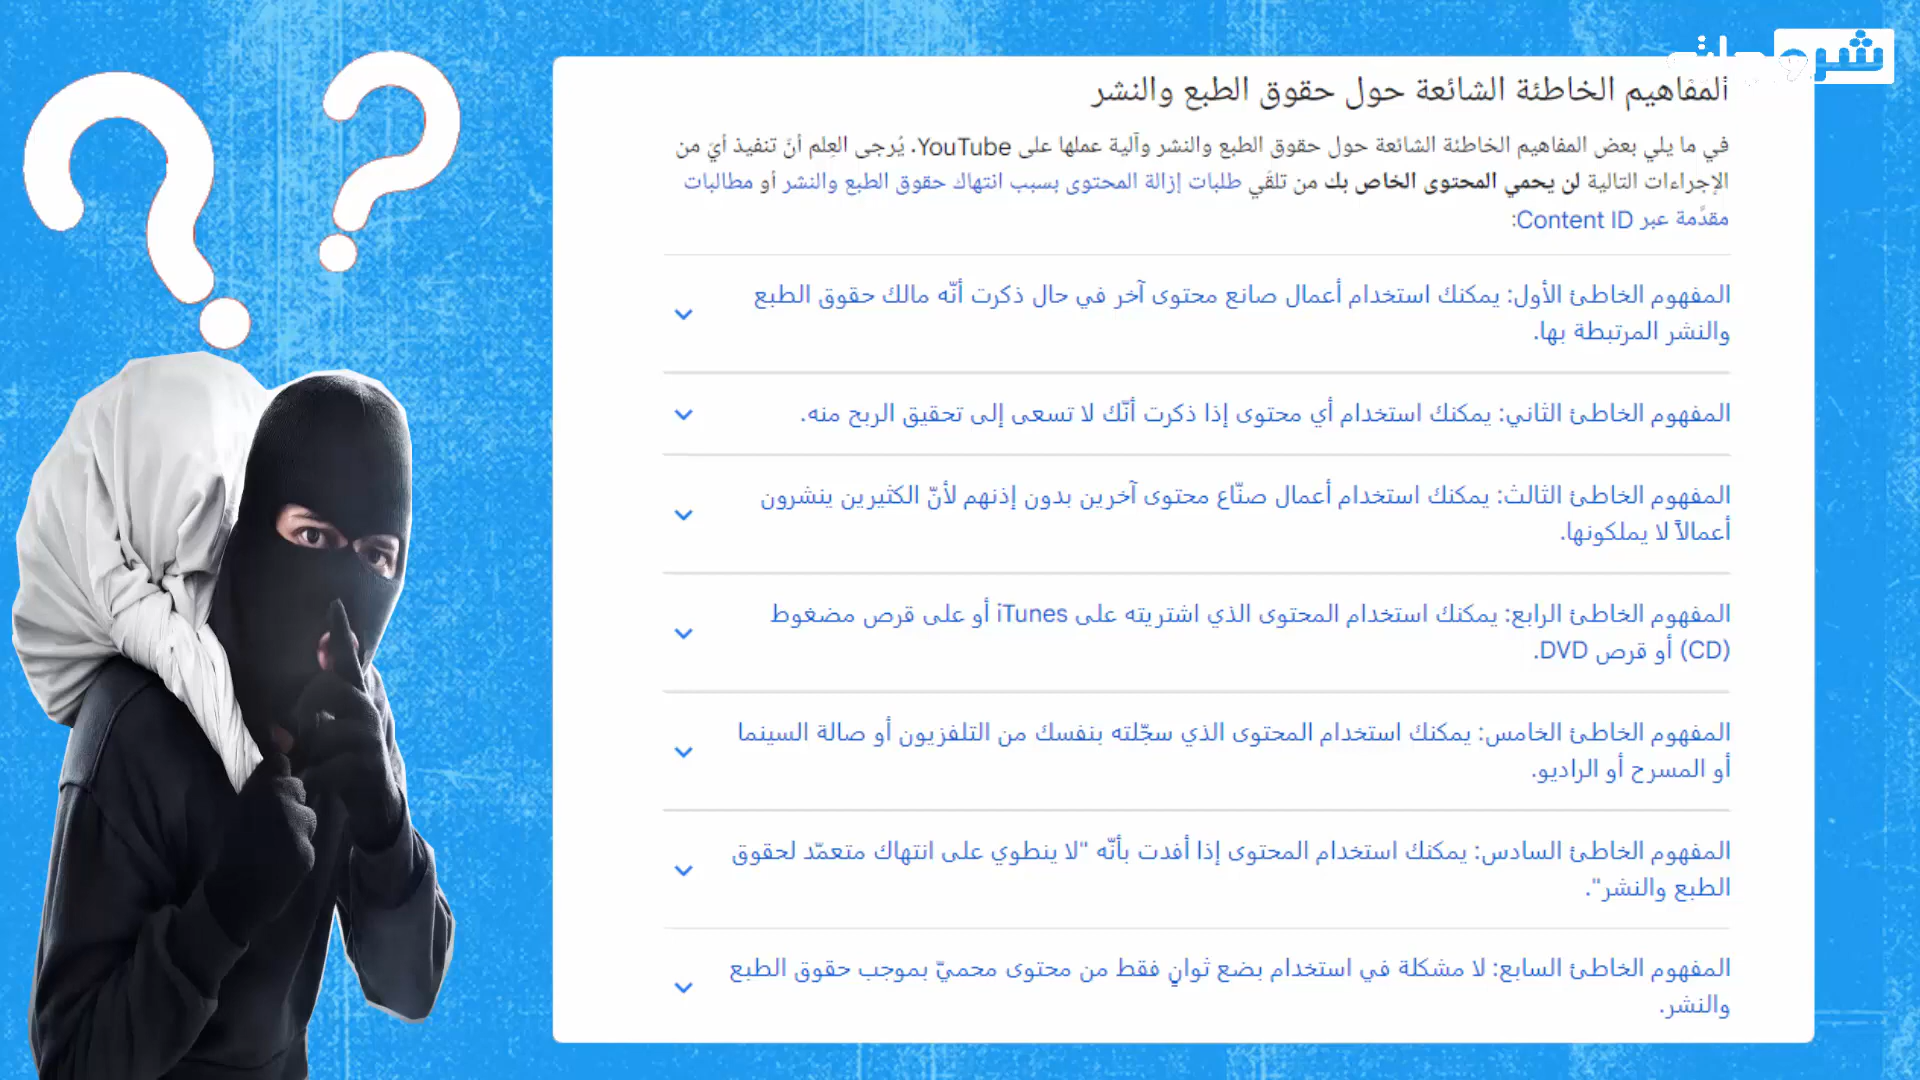 شروحاته
المفاهيم الخاطئة الشائعة حول حقوق الطبع والنشر
في ما يلي بعض المفاهيم الخاطئة الشائعة حول حقوق الطبع والنشر وآلية عملها على YouTube. يُرجى العِلم أنّ تنفيذ أيّ من
الإجراءات التالية لن يحمي المحتوى الخاص بك من تلقّي طلبات إزالة المحتوى بسبب انتهاك حقوق الطبع والنشر أو مطالبات
مقدَّمة عبر Content ID:
المفهوم الخاطئ الأول: يمكنك استخدام أعمال صانع محتوى آخر في حال ذكرت أنّه مالك حقوق الطبع
والنشر المرتبطة بها.
المفهوم الخاطئ الثاني: يمكنك استخدام أي محتوى إذا ذكرت أنّك لا تسعى إلى تحقيق الربح منه.
المفهوم الخاطئ الثالث: يمكنك استخدام أعمال صنّاع محتوى آخرين بدون إذنهم لأنّ الكثيرين ينشرون
أعمالاً لا يملكونها.
المفهوم الخاطئ الرابع: يمكنك استخدام المحتوى الذي اشتريته على iTunes أو على قرص مضغوط
(CD) أو قرص DVD.
المفهوم الخاطئ الخامس: يمكنك استخدام المحتوى الذي سجّلته بنفسك من التلفزيون أو صالة السينما
أو المسرح أو الراديو.
المفهوم الخاطئ السادس: يمكنك استخدام المحتوى إذا أفدت بأنّه "لا ينطوي على انتهاك متعمّد لحقوق
الطبع والنشر".
المفهوم الخاطئ السابع: لا مشكلة في استخدام بضع ثوانٍ فقط من محتوى محميّ بموجب حقوق الطبع
والنشر.